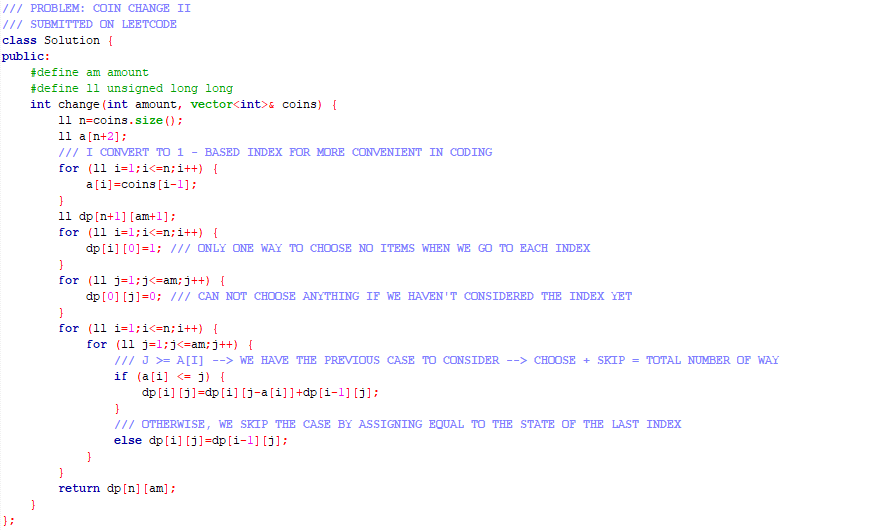 /// PROBLEM: COIN CHANGE II
/// SUBMITTED ON LEETCODE
class Solution {
public:
    #define am amount
    #define ll unsigned long long
    int change(int amount, vector<int>& coins) {
        ll n=coins.size();
        ll a[n+2];
        /// I CONVERT TO 1 - BASED INDEX FOR MORE CONVENIENT IN CODING
        for (ll i=1;i<=n;i++) {
            a[i]=coins[i-1];
        }
        ll dp[n+1][am+1];
        for (ll i=1;i<=n;i++) {
            dp[i][0]=1; /// ONLY ONE WAY TO CHOOSE NO ITEMS WHEN WE GO TO EACH INDEX
        }
        for (ll j=1;j<=am;j++) {
            dp[0][j]=0; /// CAN NOT CHOOSE ANYTHING IF WE HAVEN'T CONSIDERED THE INDEX YET
        }
        for (ll i=1;i<=n;i++) {
            for (ll j=1;j<=am;j++) {
                /// J >= A[I] --> WE HAVE THE PREVIOUS CASE TO CONSIDER --> CHOOSE + SKIP = TOTAL NUMBER OF WAY
                if (a[i] <= j) {
                    dp[i][j]=dp[i][j-a[i]]+dp[i-1][j];
                }
                /// OTHERWISE, WE SKIP THE CASE BY ASSIGNING EQUAL TO THE STATE OF THE LAST INDEX
                else dp[i][j]=dp[i-1][j];
            }
        }
        return dp[n][am];
    }
};